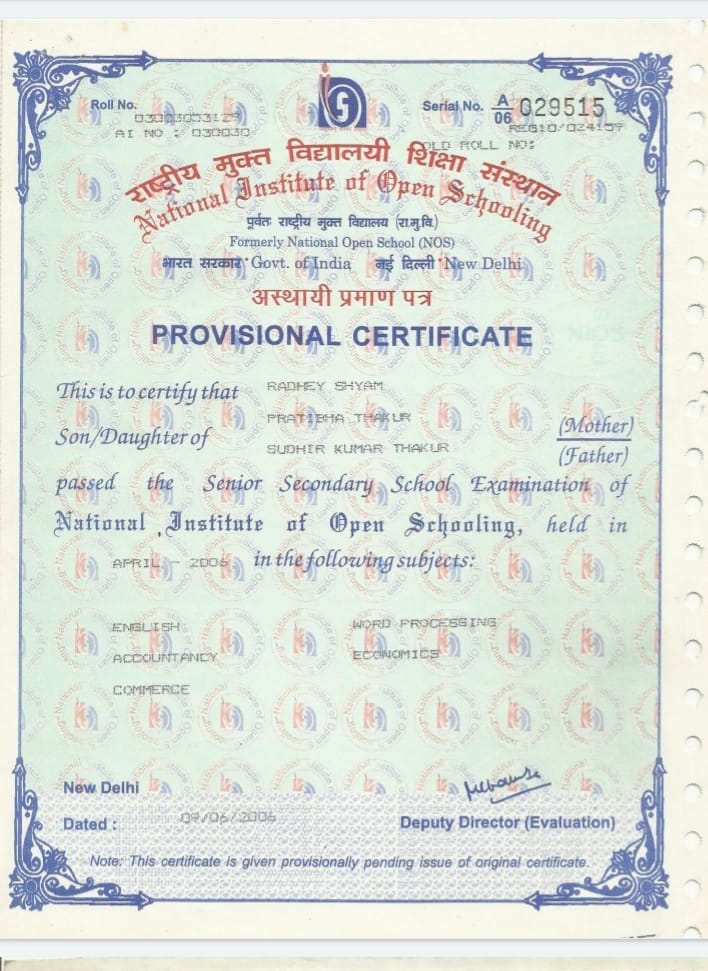 Roll No.
Serial No. A/06 029515
03003053129
AI NO : 030030
REG10/024159
OLD ROLL NO:
राष्ट्रीय मुक्त विद्यालयी शिक्षा संस्थान
National Institute of Open Schooling
पूर्वतः राष्ट्रीय मुक्त विद्यालय (रा.मु.वि.)
Formerly National Open School (NOS)
भारत सरकार * Govt. of India नई दिल्ली * New Delhi
अस्थायी प्रमाण पत्र
PROVISIONAL CERTIFICATE
This is to certify that RADHEY SHYAM
PRATIBHA THAKUR (Mother)
Son/Daughter of
SUDHIR KUMAR THAKUR (Father)
passed the Senior Secondary School Examination of
National Institute of Open Schooling, held in
APRIL - 2006 in the following subjects:
ENGLISH WORD PROCESSING
ACCOUNTANCY ECONOMICS
COMMERCE
New Delhi
Dated : 09/06/2006 Deputy Director (Evaluation)
Note: This certificate is given provisionally pending issue of original certificate.